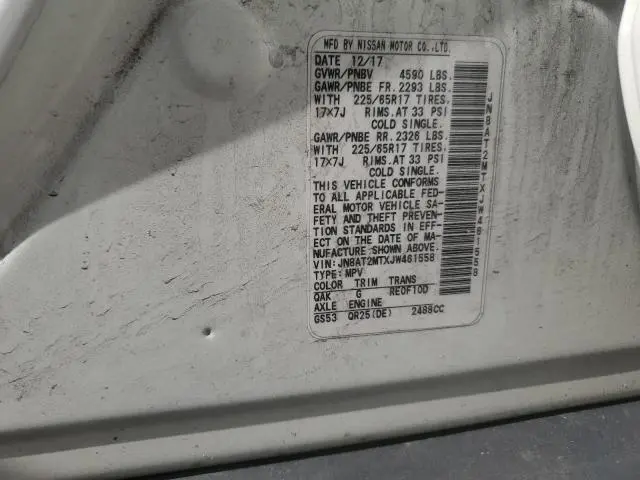 MFD BY NISSAN MOTOR CO.,LTD.
DATE 12/17
GVWR/PNBV 4590 LBS.
GAWR/PNBE FR. 2293 LBS.
WITH 225/65R17 TIRES,
17X7J RIMS, AT 33 PSI
COLD SINGLE.
GAWR/PNBE RR. 2326 LBS.
WITH 225/65R17 TIRES,
17X7J RIMS, AT 33 PSI
COLD SINGLE.
THIS VEHICLE CONFORMS
TO ALL APPLICABLE FED-
ERAL MOTOR VEHICLE SA-
FETY AND THEFT PREVEN-
TION STANDARDS IN EFF-
ECT ON THE DATE OF MA-
NUFACTURE SHOWN ABOVE.
VIN: JN8AT2MTXJW461558
TYPE: MPV
COLOR TRIM TRANS
QAK G RE0F10D
AXLE ENGINE
GS53 QR25(DE) 2488CC
JN8AT2MTXJW461558